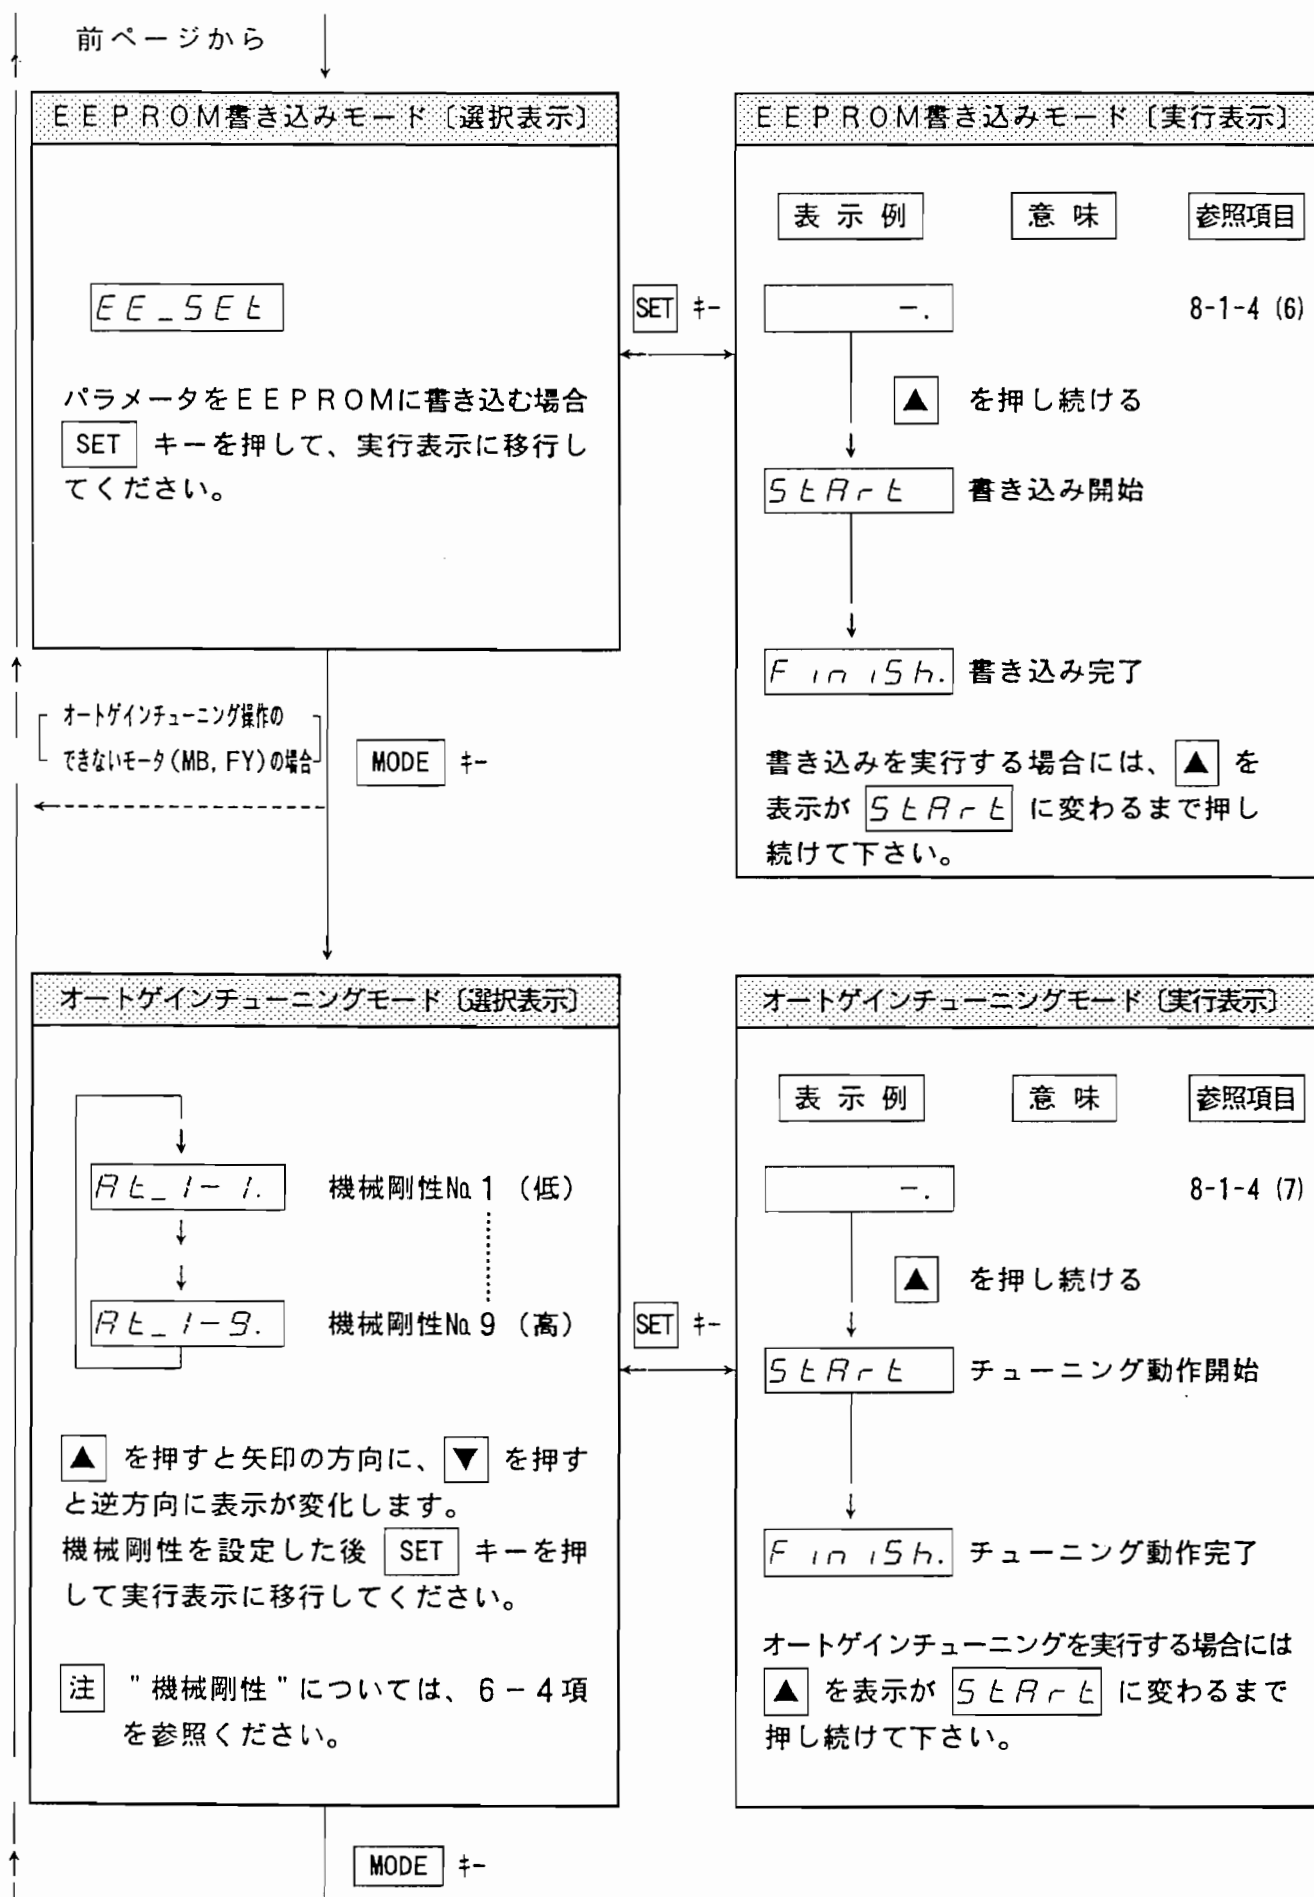 前ページから
EEPROM書き込みモード〔選択表示〕
EE_SEt
パラメータをEEPROMに書き込む場合
SET キーを押して、実行表示に移行し
てください。
SET キー
EEPROM書き込みモード〔実行表示〕
表示例 意味 参照項目
-. 8-1-4 (6)
▲ を押し続ける
StArt 書き込み開始
FiniSh. 書き込み完了
書き込みを実行する場合には、▲ を
表示が StArt に変わるまで押し
続けて下さい。
オートゲインチューニング操作の
できないモータ(MB, FY)の場合
MODE キー
オートゲインチューニングモード〔選択表示〕
At_1-1. 機械剛性No.1 (低)
At_1-9. 機械剛性No.9 (高)
▲ を押すと矢印の方向に、▼ を押す
と逆方向に表示が変化します。
機械剛性を設定した後 SET キーを押
して実行表示に移行してください。
注 "機械剛性"については、6-4項
を参照ください。
SET キー
オートゲインチューニングモード〔実行表示〕
表示例 意味 参照項目
-. 8-1-4 (7)
▲ を押し続ける
StArt チューニング動作開始
FiniSh. チューニング動作完了
オートゲインチューニングを実行する場合には
▲ を表示が StArt に変わるまで
押し続けて下さい。
MODE キー